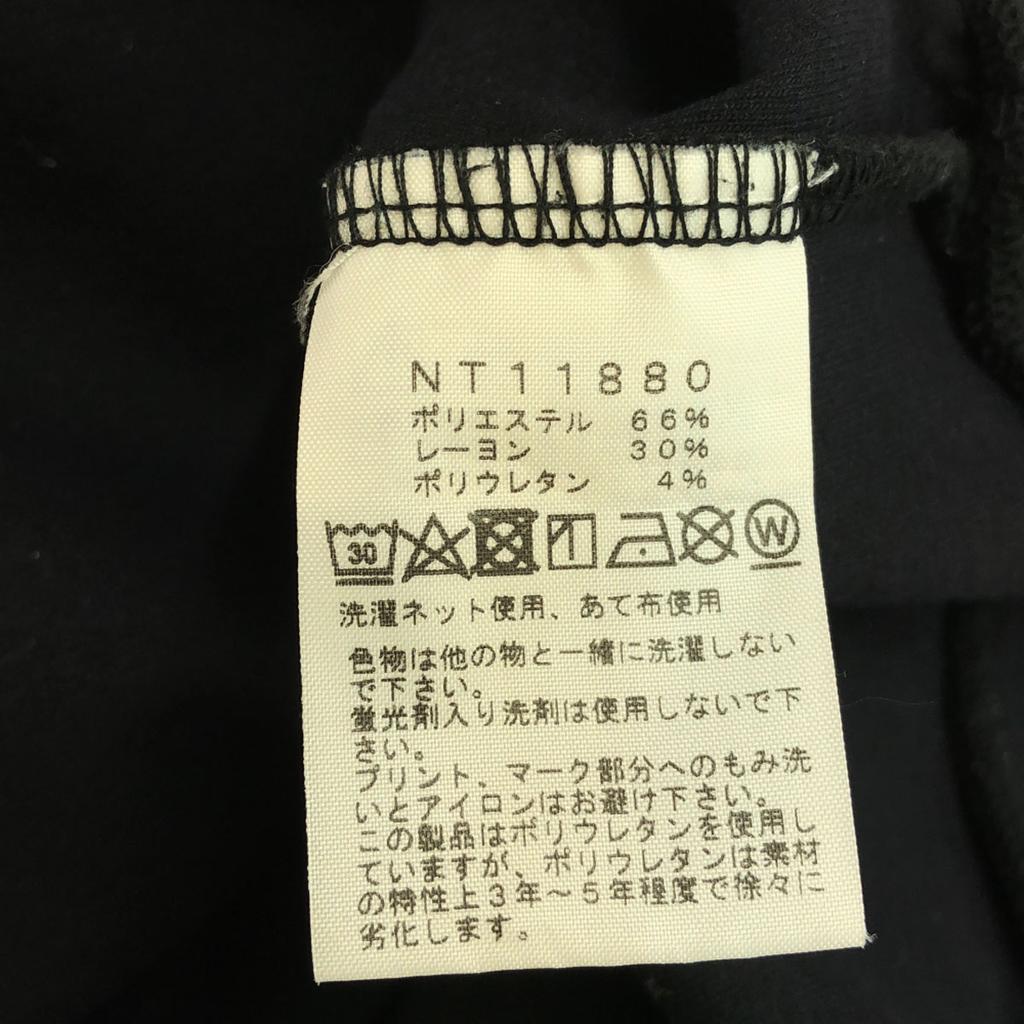 NT11880
ポリエステル 66%
レーヨン 30%
ポリウレタン 4%
30 W
洗濯ネット使用、あて布使用
色物は他の物と一緒に洗濯しない
で下さい。
蛍光剤入り洗剤は使用しないで下
さい。
プリント、マーク部分へのもみ洗
いとアイロンはお避け下さい。
この製品はポリウレタンを使用し
ていますが、ポリウレタンは素材
の特性上3年～5年程度で徐々に
劣化します。